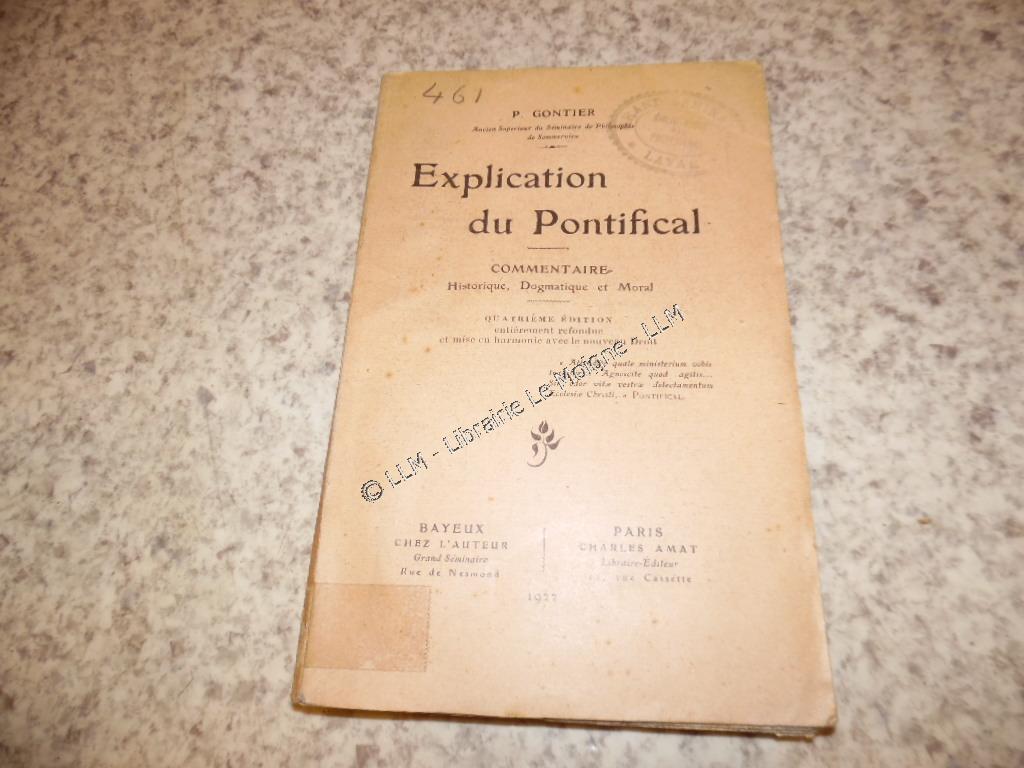 461
P. GONTIER
Ancien Supérieur du Séminaire de Philosophie
de Sommervieu
Explication
du Pontifical
COMMENTAIRE
Historique, Dogmatique et Moral
QUATRIÈME ÉDITION
entièrement refondue
et mise en harmonie avec le nouveau Droit
quale ministerium vobis
Agnoscite quod agitis...
odor vitæ vestræ delectamentum
Ecclesiæ Christi. » PONTIFICAL.
© LLM - Librairie Le Moigne - LLM
BAYEUX
CHEZ L'AUTEUR
Grand Séminaire
Rue de Nesmond
PARIS
CHARLES AMAT
Libraire-Éditeur
rue Cassette
1922
LAVAL